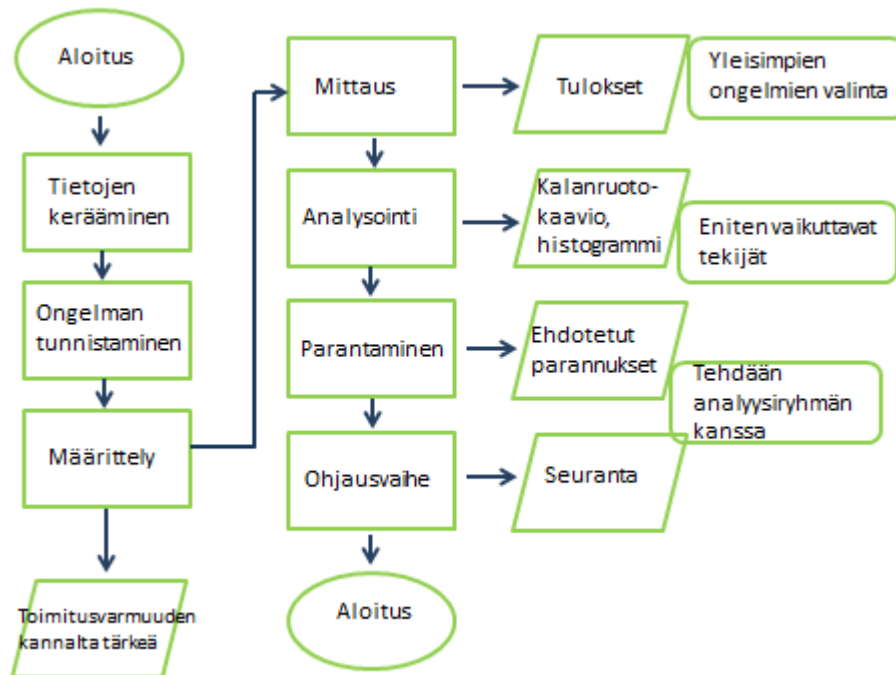 Aloitus
Tietojen
kerääminen
Ongelman
tunnistaminen
Määrittely
Toimitusvarmuuden
kannalta tärkeä
Mittaus
Tulokset
Yleisimpien
ongelmien valinta
Analysointi
Kalanruoto-
kaavio,
histogrammi
Eniten vaikuttavat
tekijät
Parantaminen
Ehdotetut
parannukset
Tehdään
analyysiryhmän
kanssa
Ohjausvaihe
Seuranta
Aloitus